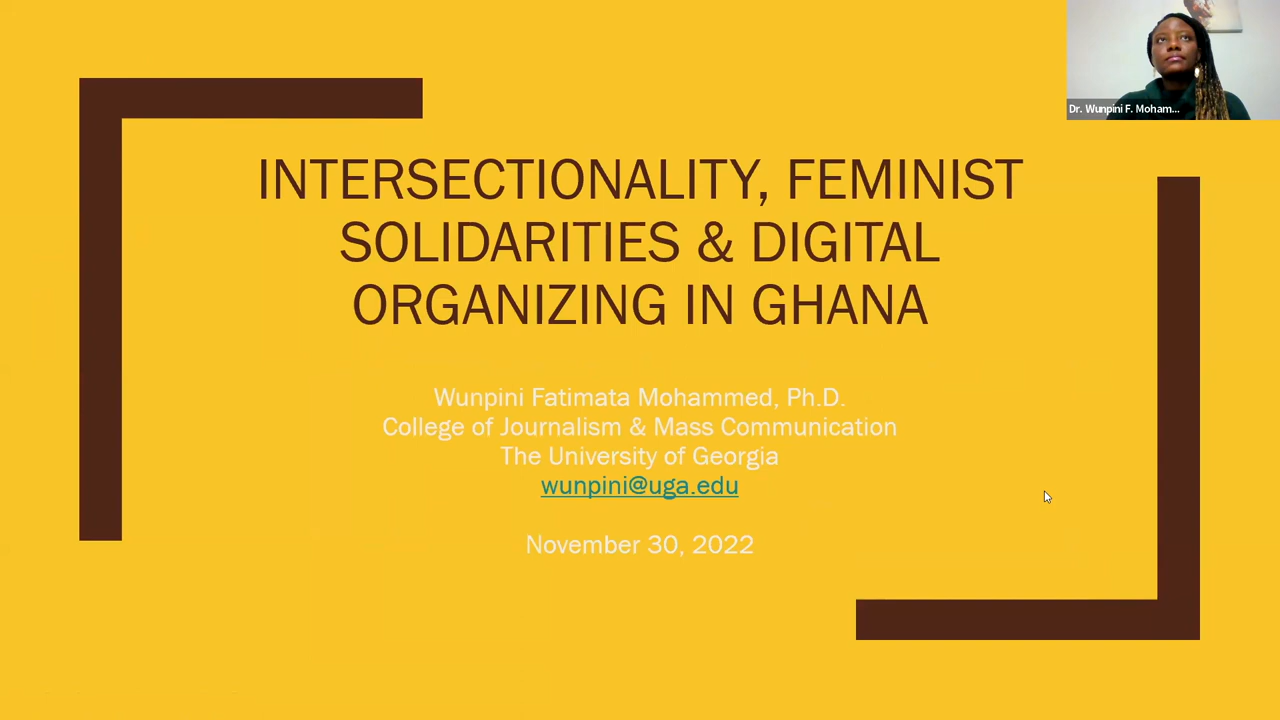 Dr. Wunpini F. Moham...
INTERSECTIONALITY, FEMINIST
SOLIDARITIES & DIGITAL
ORGANIZING IN GHANA
Wunpini Fatimata Mohammed, Ph.D.
College of Journalism & Mass Communication
The University of Georgia
wunpini@uga.edu
November 30, 2022